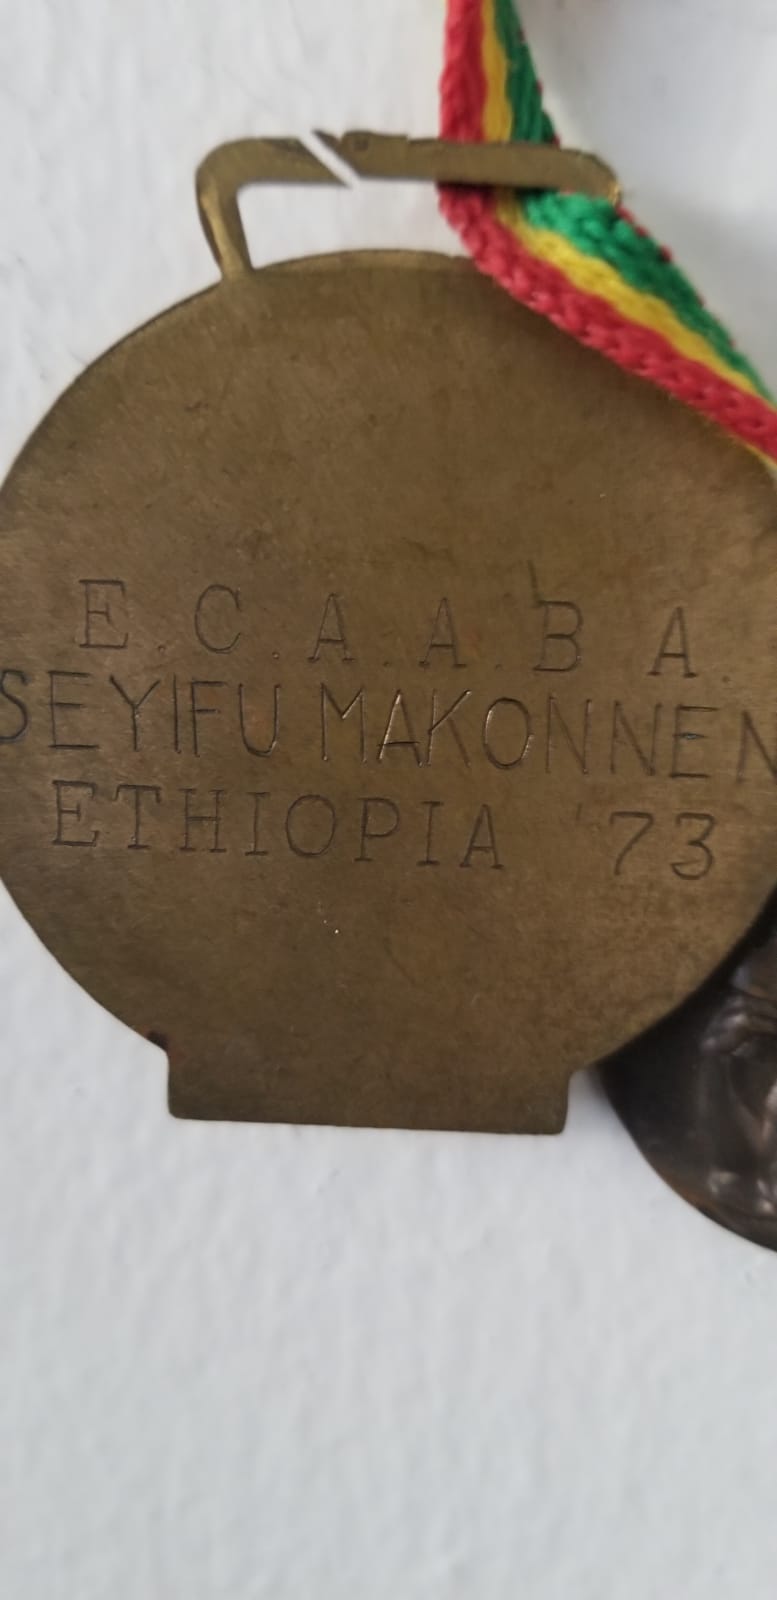 E.C.A.A.B A.
SEYIFU MAKONNEN
ETHIOPIA '73